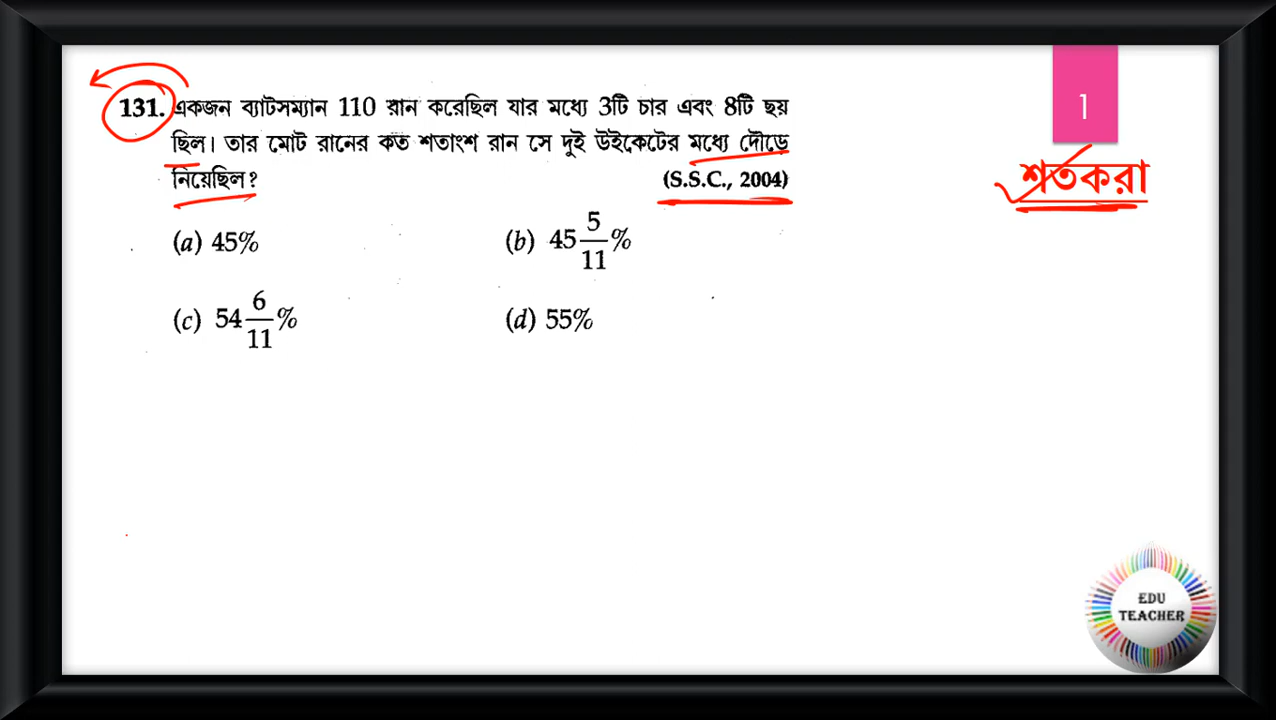 131. একজন ব্যাটসম্যান 110 রান করেছিল যার মধ্যে 3টি চার এবং 8টি ছয়
ছিল। তার মোট রানের কত শতাংশ রান সে দুই উইকেটের মধ্যে দৌড়ে
নিয়েছিল?
(S.S.C., 2004)
(a) 45%
(b) 45 5/11 %
(c) 54 6/11 %
(d) 55%
1
শতকরা
EDU
TEACHER